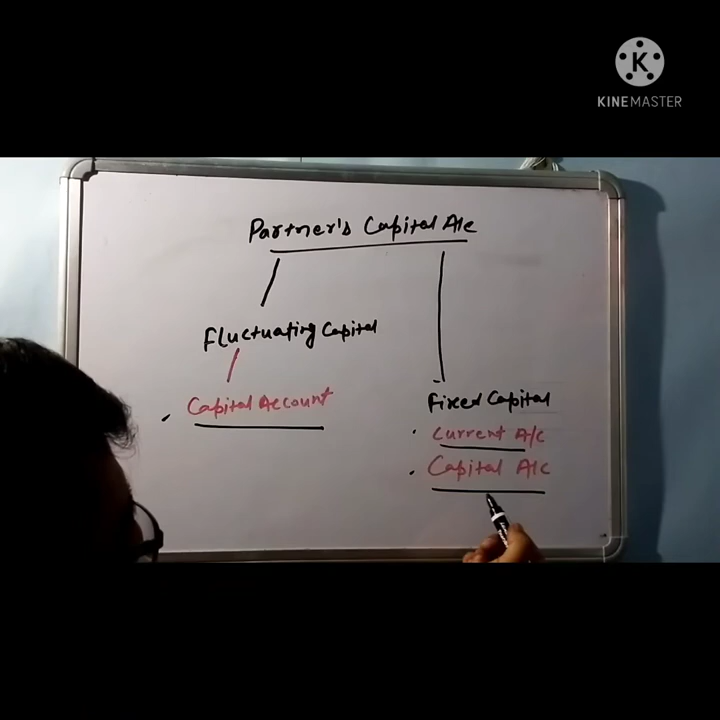 K
KINEMASTER
Partner's Capital A/c
Fluctuating Capital
Capital Account
Fixed Capital
Current A/c
Capital A/c